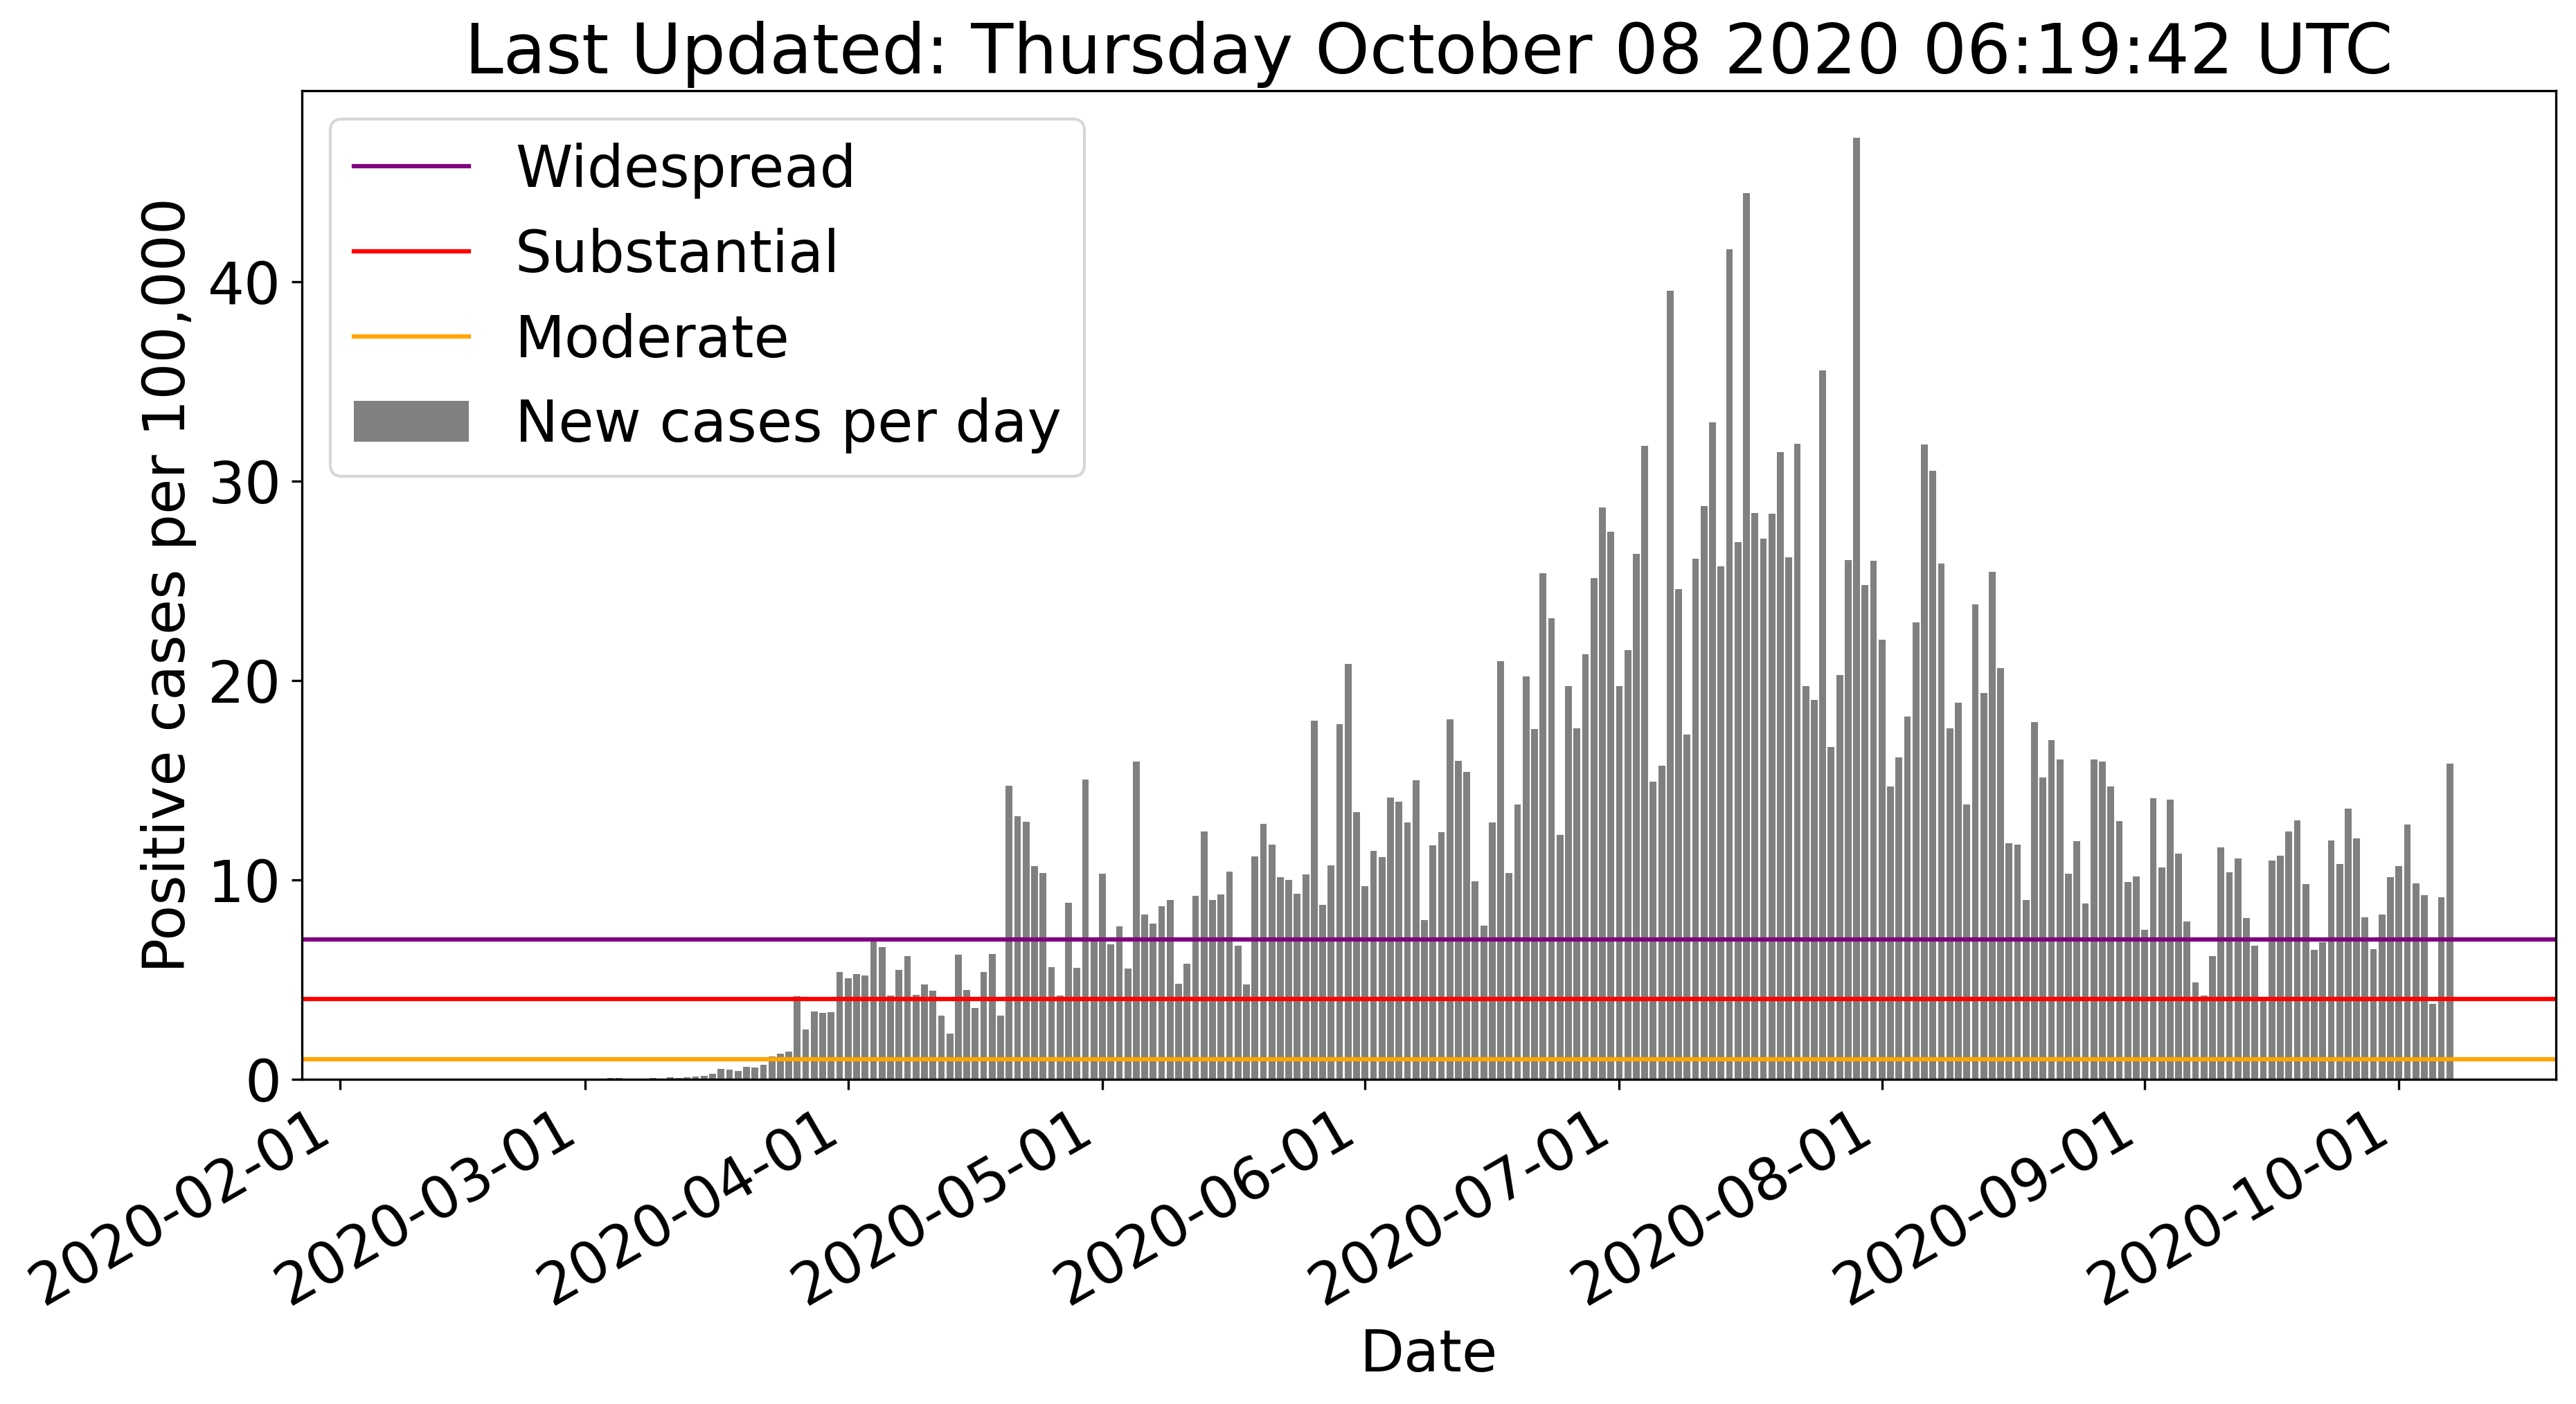 Last Updated: Thursday October 08 2020 06:19:42 UTC
Widespread
Substantial
Moderate
New cases per day
Positive cases per 100,000
40
30
20
10
0
2020-02-01
2020-03-01
2020-04-01
2020-05-01
2020-06-01
2020-07-01
2020-08-01
2020-09-01
2020-10-01
Date